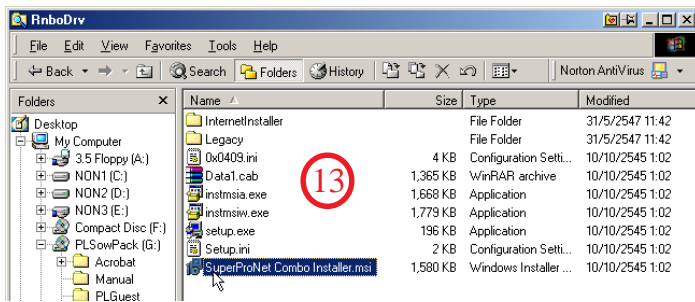 RnboDrv
File Edit View Favorites Tools Help
Back Search Folders History Norton AntiVirus
Folders
Name Size Type Modified
Desktop
My Computer
3.5 Floppy (A:)
NON1 (C:)
NON2 (D:)
NON3 (E:)
Compact Disc (F:)
PLSowPack (G:)
Acrobat
Manual
PLGuest
InternetInstaller File Folder 31/5/2547 11:42
Legacy File Folder 31/5/2547 11:42
0x0409.ini 4 KB Configuration Setti... 10/10/2545 1:02
Data1.cab 1,365 KB WinRAR archive 10/10/2545 1:02
instmsia.exe 1,668 KB Application 10/10/2545 1:02
instmsiw.exe 1,779 KB Application 10/10/2545 1:02
setup.exe 196 KB Application 10/10/2545 1:02
Setup.ini 2 KB Configuration Setti... 10/10/2545 1:02
SuperProNet Combo Installer.msi 1,580 KB Windows Installer ... 10/10/2545 1:02
13